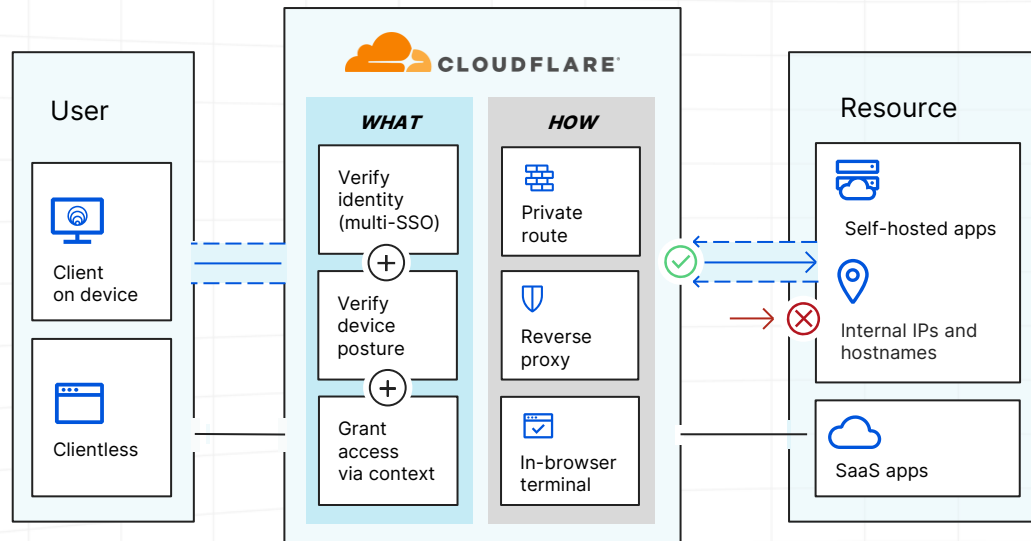 User
Client
on device
Clientless
CLOUDFLARE
WHAT
Verify
identity
(multi-SSO)
Verify
device
posture
Grant
access
via context
HOW
Private
route
Reverse
proxy
In-browser
terminal
Resource
Self-hosted apps
Internal IPs and
hostnames
SaaS apps